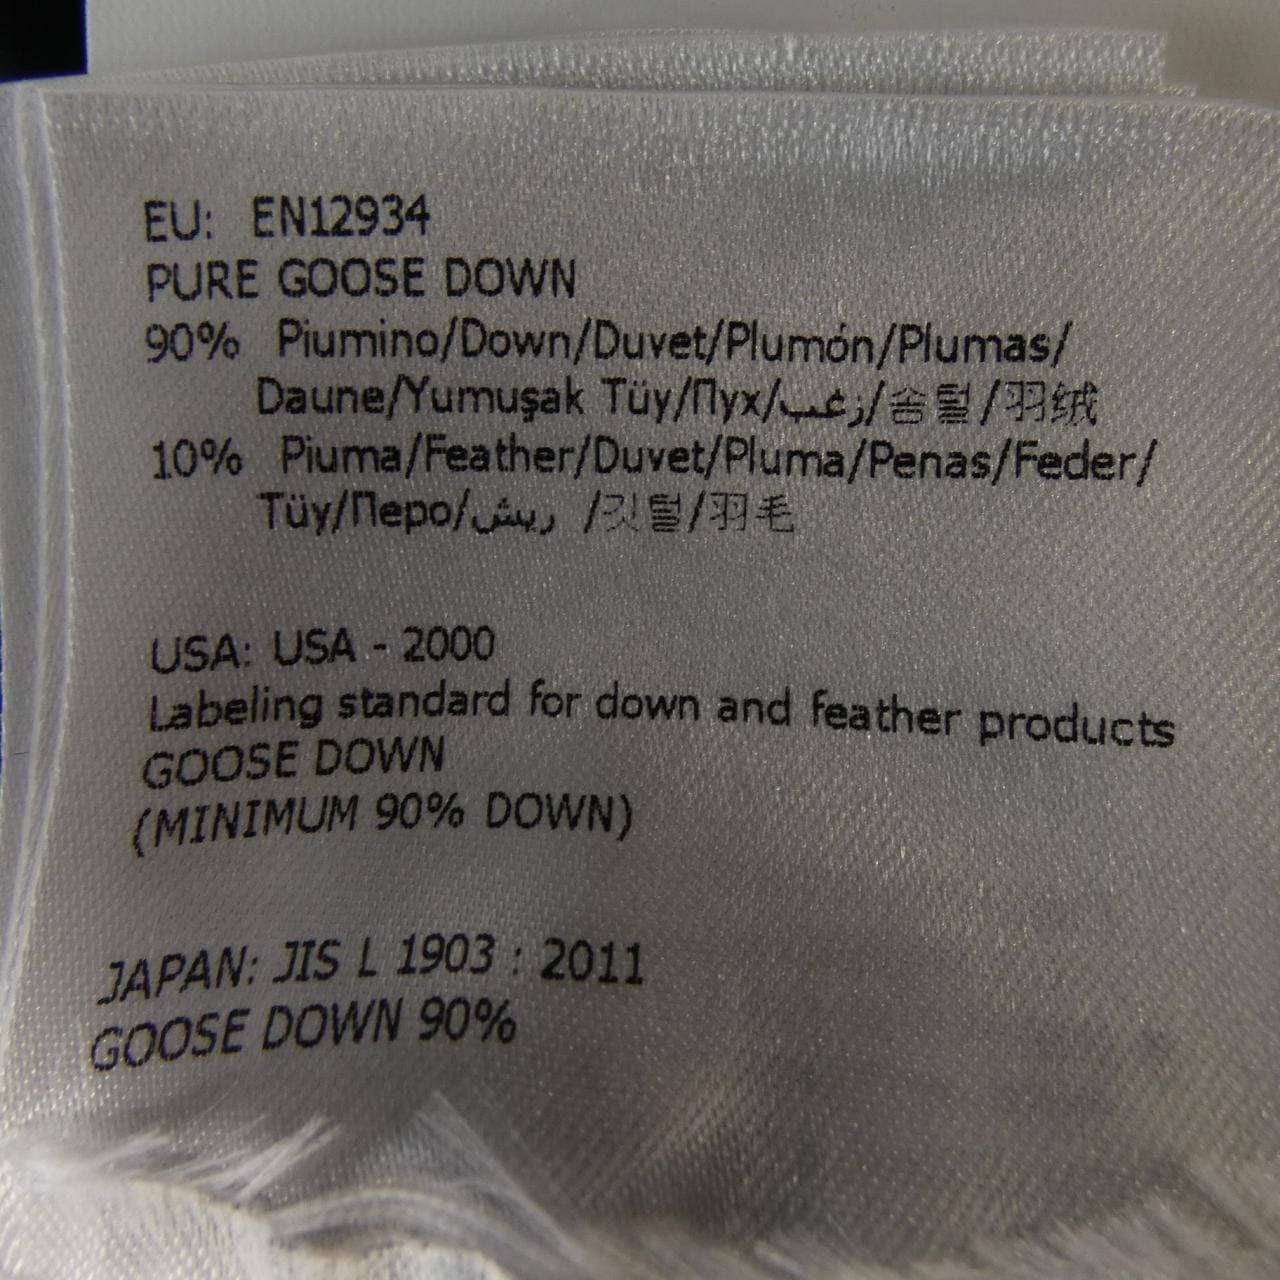 EU: EN12934
PURE GOOSE DOWN
90% Piumino/Down/Duvet/Plumón/Plumas/
Daune/Yumuşak Tüy/Пух/زغب/솜털/羽绒
10% Piuma/Feather/Duvet/Pluma/Penas/Feder/
Tüy/Перо/ريش /깃털/羽毛
USA: USA - 2000
Labeling standard for down and feather products
GOOSE DOWN
(MINIMUM 90% DOWN)
JAPAN: JIS L 1903 : 2011
GOOSE DOWN 90%